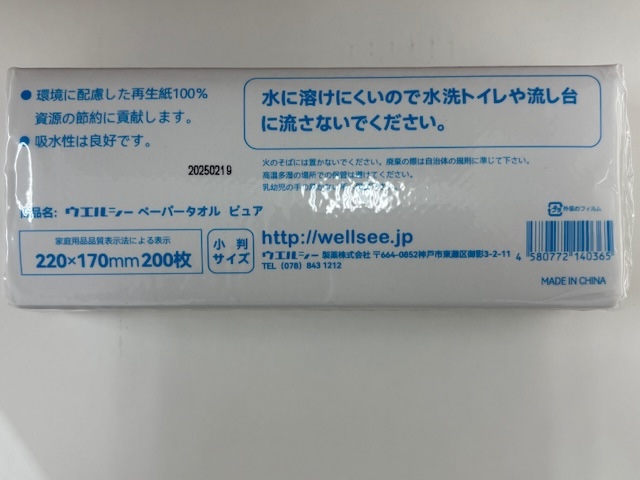 ● 環境に配慮した再生紙100%
資源の節約に貢献します。
● 吸水性は良好です。
水に溶けにくいので水洗トイレや流し台
に流さないでください。
20250219
火のそばには置かないでください。廃棄の際は自治体の規則に準じて下さい。
高温多湿の場所での保管は避けてください。
乳幼児の手の
品名: ウエルシー ペーパータオル ピュア
家庭用品品質表示法による表示
220×170mm 200枚
小判
サイズ
http://wellsee.jp
ウエルシー 製薬株式会社 〒664-0852神戸市東灘区御影3-2-11
TEL (078) 843 1212
プラ 外装のフィルム
4 580772 140365
MADE IN CHINA